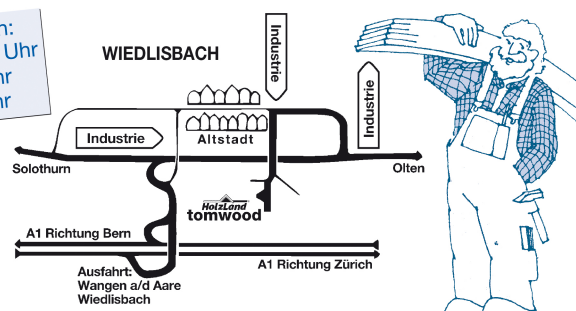 n:
Uhr
hr
hr
WIEDLISBACH
Industrie
Industrie
Industrie
Altstadt
Solothurn
Olten
HolzLand
tomwood
A1 Richtung Bern
A1 Richtung Zürich
Ausfahrt:
Wangen a/d Aare
Wiedlisbach